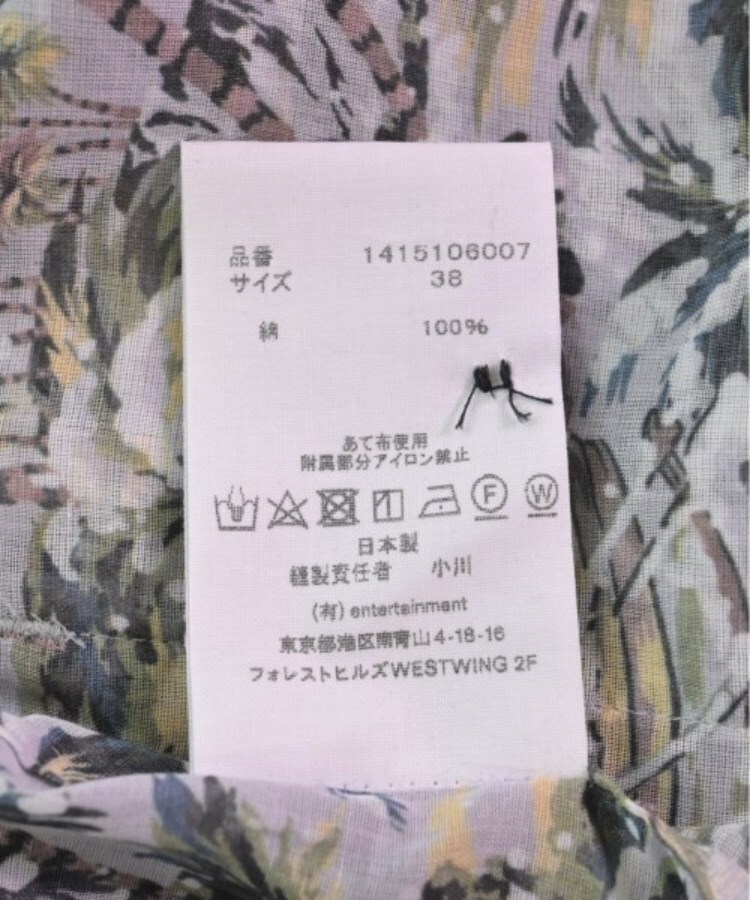 品番 1415106007
サイズ 38
綿 100%
あて布使用
附属部分アイロン禁止
F W
日本製
縫製責任者 小川
(有) entertainment
東京都港区南青山4-18-16
フォレストヒルズWESTWING 2F